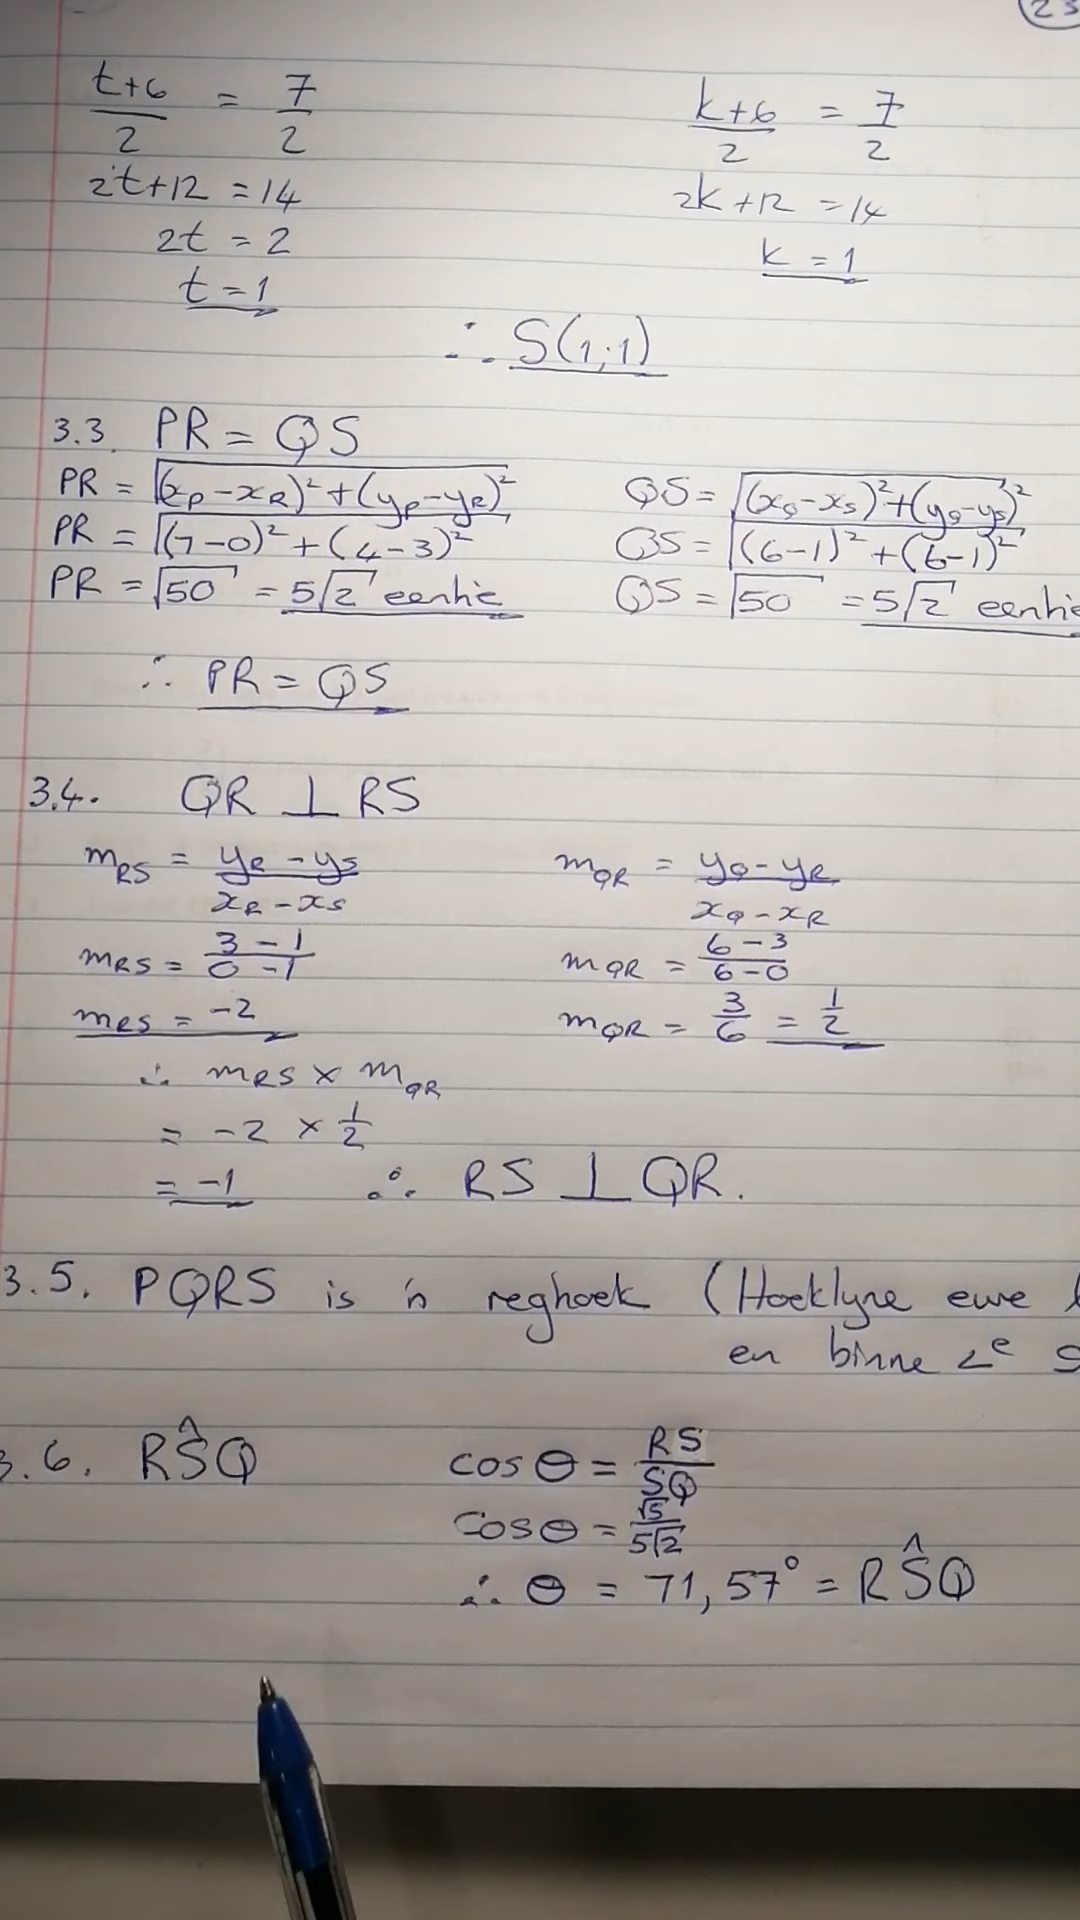 23
t+6/2 = 7/2
2t+12 = 14
2t = 2
t = 1
k+6/2 = 7/2
2k+12 = 14
k = 1
∴ S(1;1)
3.3. PR = QS
PR = √(xP-xR)²+(yP-yR)²
PR = √(7-0)²+(4-3)²
PR = √50 = 5√2 eenhe
QS = √(xQ-xS)²+(yQ-yS)²
QS = √(6-1)²+(6-1)²
QS = √50 = 5√2 eenhe
∴ PR = QS
3.4. QR ⊥ RS
mRS = yR-yS/xR-xS
mRS = 3-1/0-1
mRS = -2
mQR = yQ-yR/xQ-xR
mQR = 6-3/6-0
mQR = 3/6 = 1/2
∴ mRS × mQR
= -2 × 1/2
= -1 ∴ RS ⊥ QR.
3.5. PQRS is 'n reghoek (Hoeklyne ewe
en binne ∠e
3.6. RŜQ
cos θ = RS/SQ
cos θ = √5/5√2
∴ θ = 71,57° = RŜQ